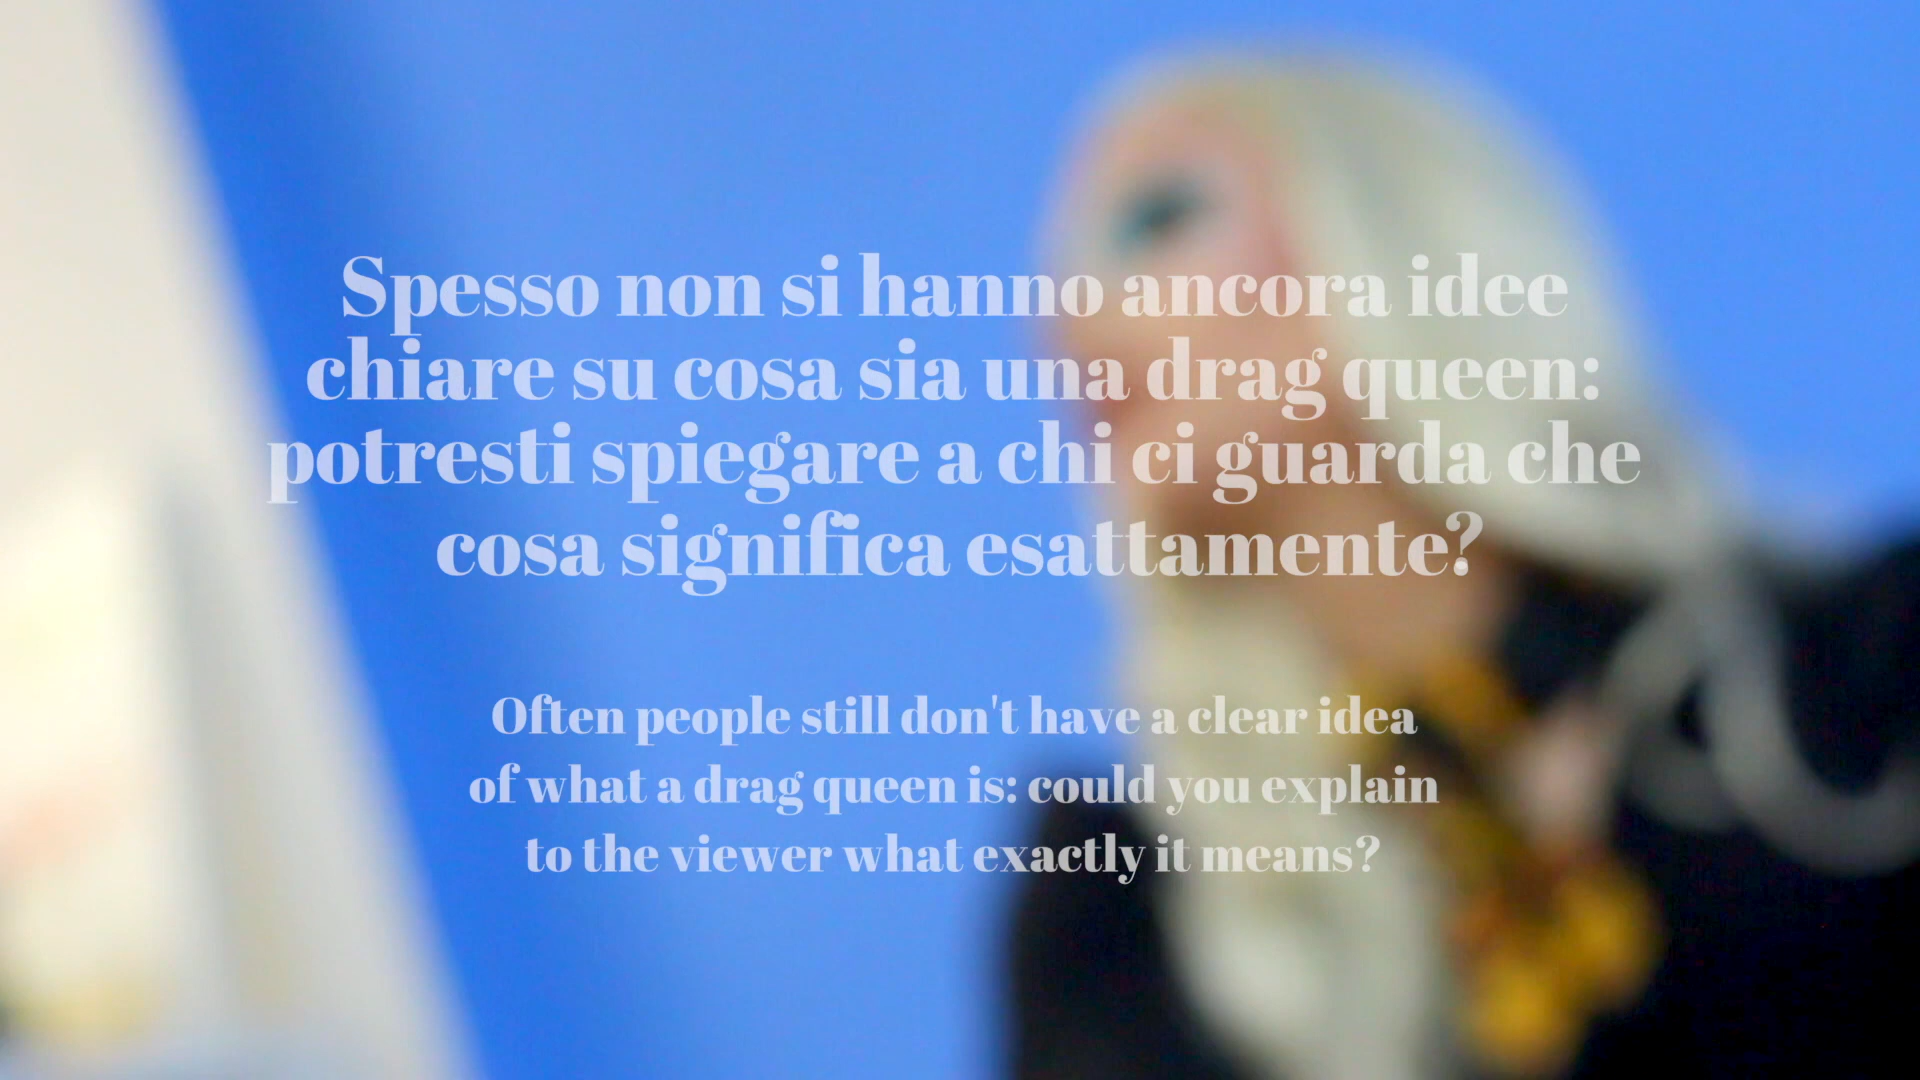 Spesso non si hanno ancora idee
chiare su cosa sia una drag queen:
potresti spiegare a chi ci guarda che
cosa significa esattamente?
Often people still don't have a clear idea
of what a drag queen is: could you explain
to the viewer what exactly it means?